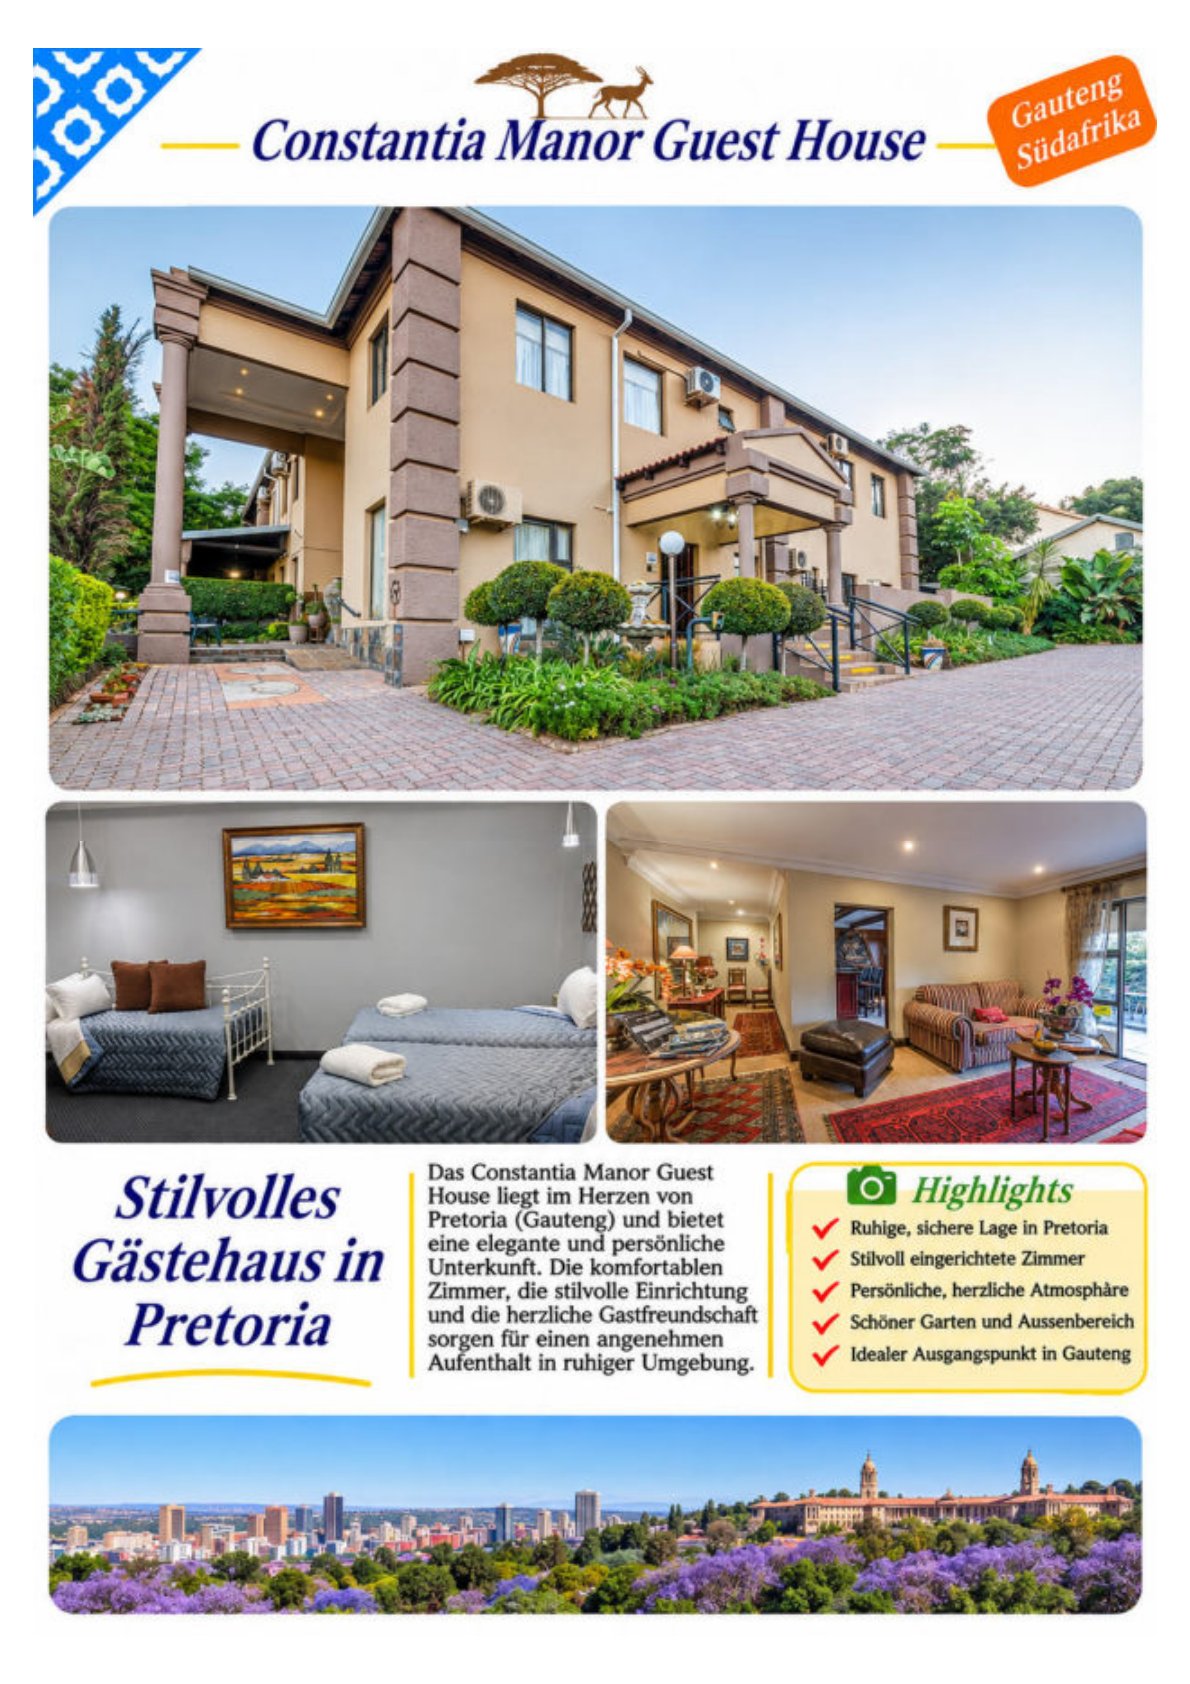 Constantia Manor Guest House
Gauteng
Südafrika
Stilvolles
Gästehaus in
Pretoria
Das Constantia Manor Guest
House liegt im Herzen von
Pretoria (Gauteng) und bietet
eine elegante und persönliche
Unterkunft. Die komfortablen
Zimmer, die stilvolle Einrichtung
und die herzliche Gastfreundschaft
sorgen für einen angenehmen
Aufenthalt in ruhiger Umgebung.
Highlights
Ruhige, sichere Lage in Pretoria
Stilvoll eingerichtete Zimmer
Persönliche, herzliche Atmosphäre
Schöner Garten und Aussenbereich
Idealer Ausgangspunkt in Gauteng